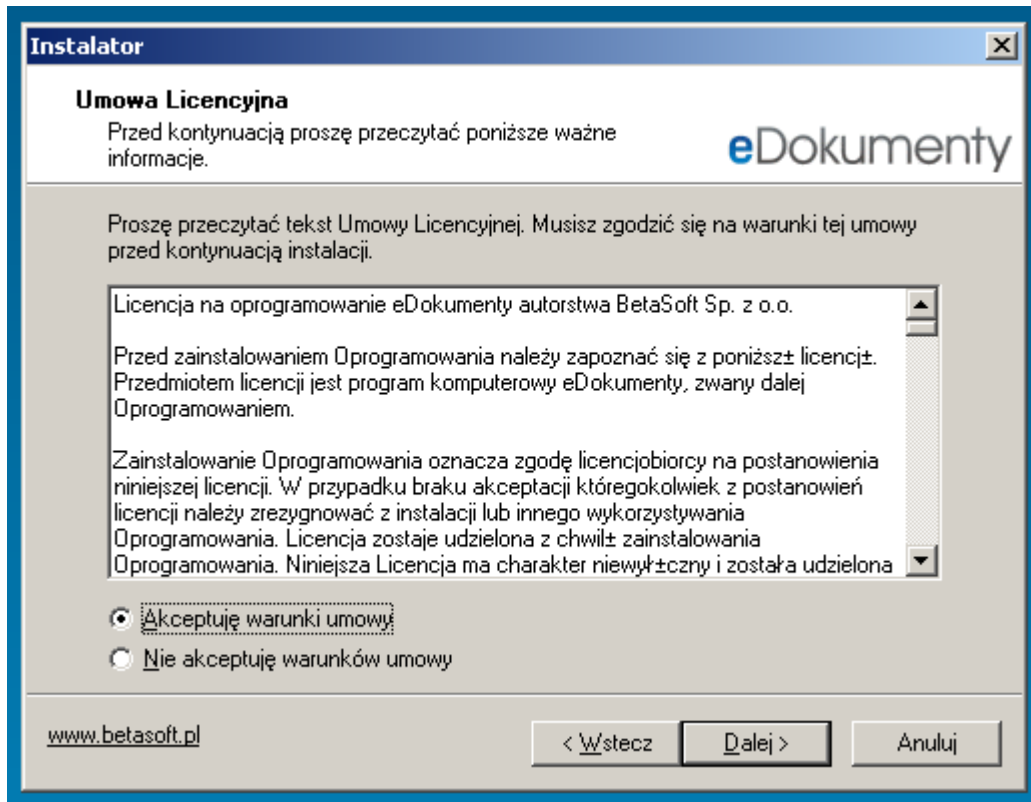 Instalator
Umowa Licencyjna
Przed kontynuacją proszę przeczytać poniższe ważne
informacje.
eDokumenty
Proszę przeczytać tekst Umowy Licencyjnej. Musisz zgodzić się na warunki tej umowy
przed kontynuacją instalacji.
Licencja na oprogramowanie eDokumenty autorstwa BetaSoft Sp. z o.o.
Przed zainstalowaniem Oprogramowania należy zapoznać się z poniższ± licencj±.
Przedmiotem licencji jest program komputerowy eDokumenty, zwany dalej
Oprogramowaniem.
Zainstalowanie Oprogramowania oznacza zgodę licencjobiorcy na postanowienia
niniejszej licencji. W przypadku braku akceptacji któregokolwiek z postanowień
licencji należy zrezygnować z instalacji lub innego wykorzystywania
Oprogramowania. Licencja zostaje udzielona z chwil± zainstalowania
Oprogramowania. Niniejsza Licencja ma charakter niewył±czny i została udzielona
Akceptuję warunki umowy
Nie akceptuję warunków umowy
www.betasoft.pl
< Wstecz
Dalej >
Anuluj